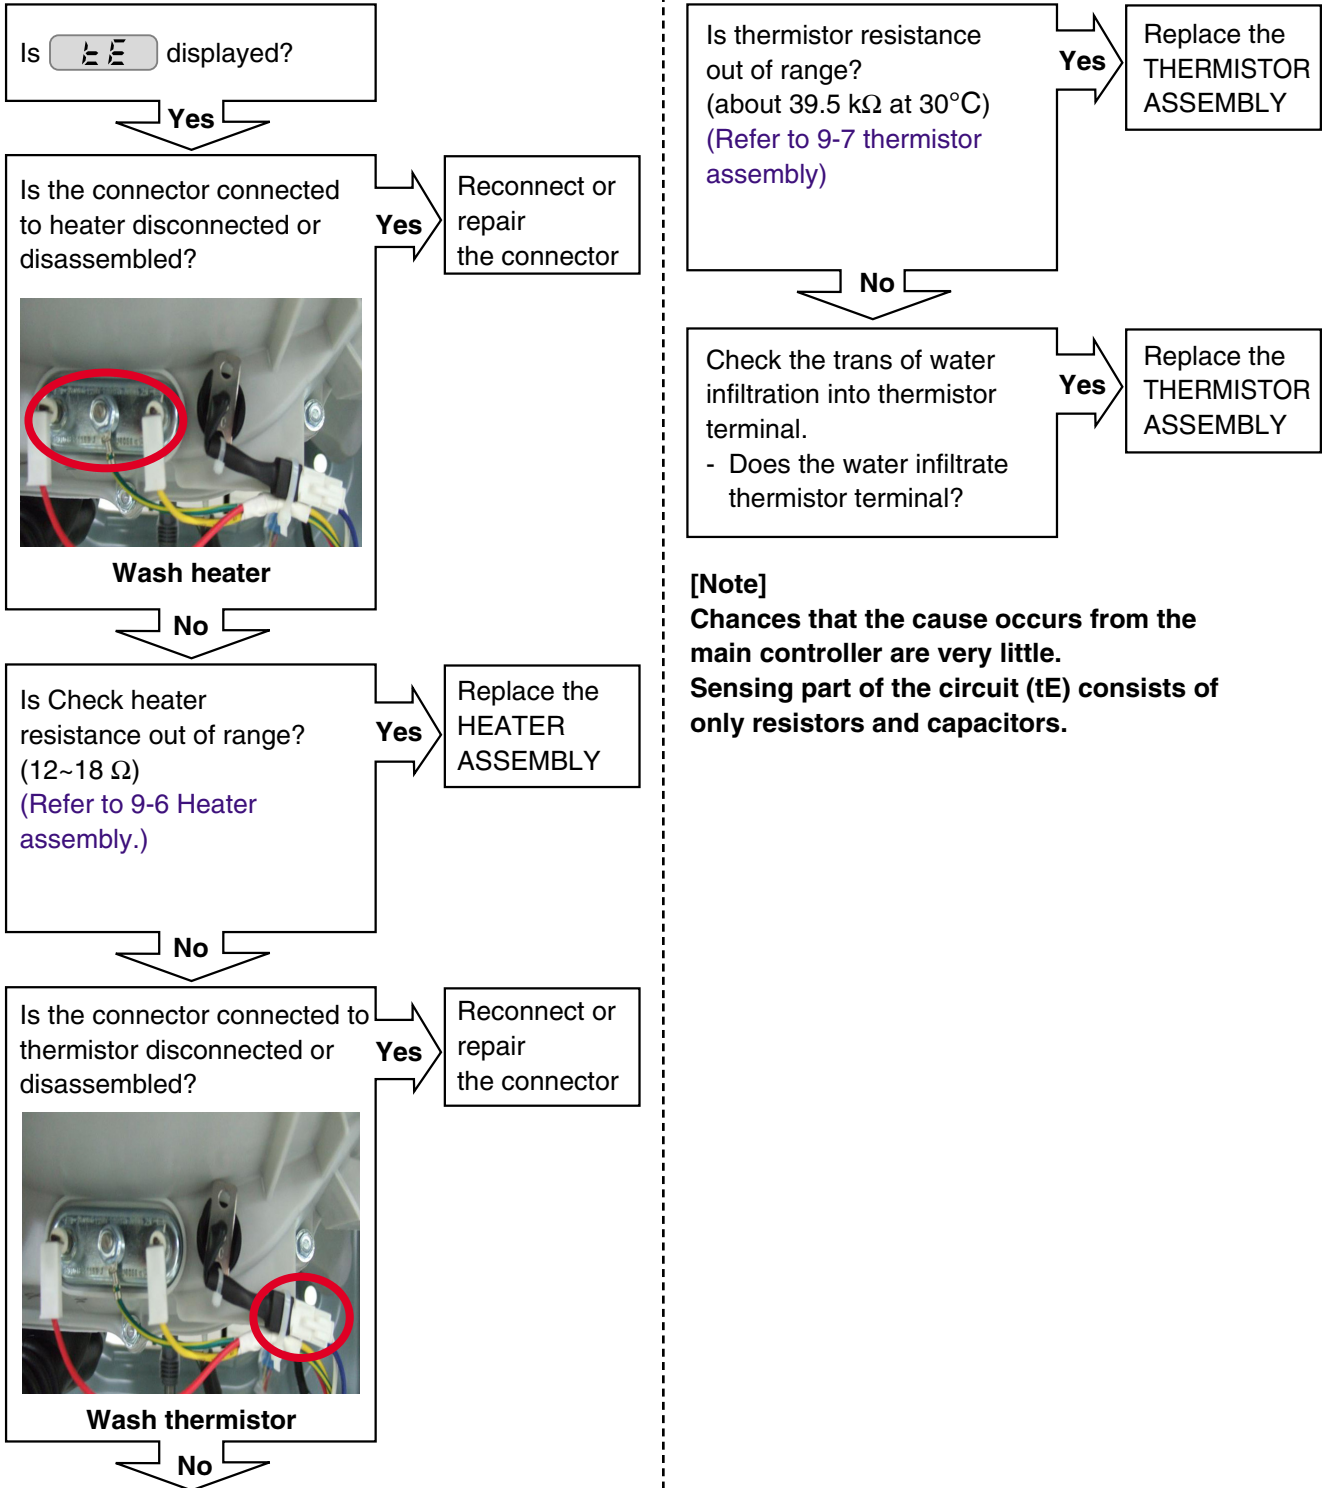 Is tE displayed?
Yes
Is the connector connected
to heater disconnected or
disassembled?
Yes
Reconnect or
repair
the connector
Wash heater
No
Is Check heater
resistance out of range?
(12~18 Ω)
(Refer to 9-6 Heater
assembly.)
Yes
Replace the
HEATER
ASSEMBLY
No
Is the connector connected to
thermistor disconnected or
disassembled?
Yes
Reconnect or
repair
the connector
Wash thermistor
No
Is thermistor resistance
out of range?
(about 39.5 kΩ at 30°C)
(Refer to 9-7 thermistor
assembly)
Yes
Replace the
THERMISTOR
ASSEMBLY
No
Check the trans of water
infiltration into thermistor
terminal.
- Does the water infiltrate
thermistor terminal?
Yes
Replace the
THERMISTOR
ASSEMBLY
[Note]
Chances that the cause occurs from the
main controller are very little.
Sensing part of the circuit (tE) consists of
only resistors and capacitors.